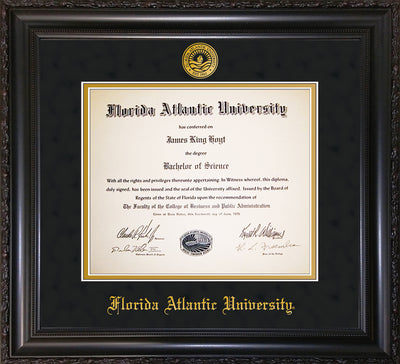 Florida Atlantic University
has conferred on
James King Hoyt
the degree
Bachelor of Science
With all the rights and privileges thereunto appertaining. In Witness whereof, this diploma,
duly signed, has been issued and the seal of the University affixed. Issued by the Board of
Regents of the State of Florida upon the recommendation of
The Faculty of the College of Business and Public Administration
Florida Atlantic University